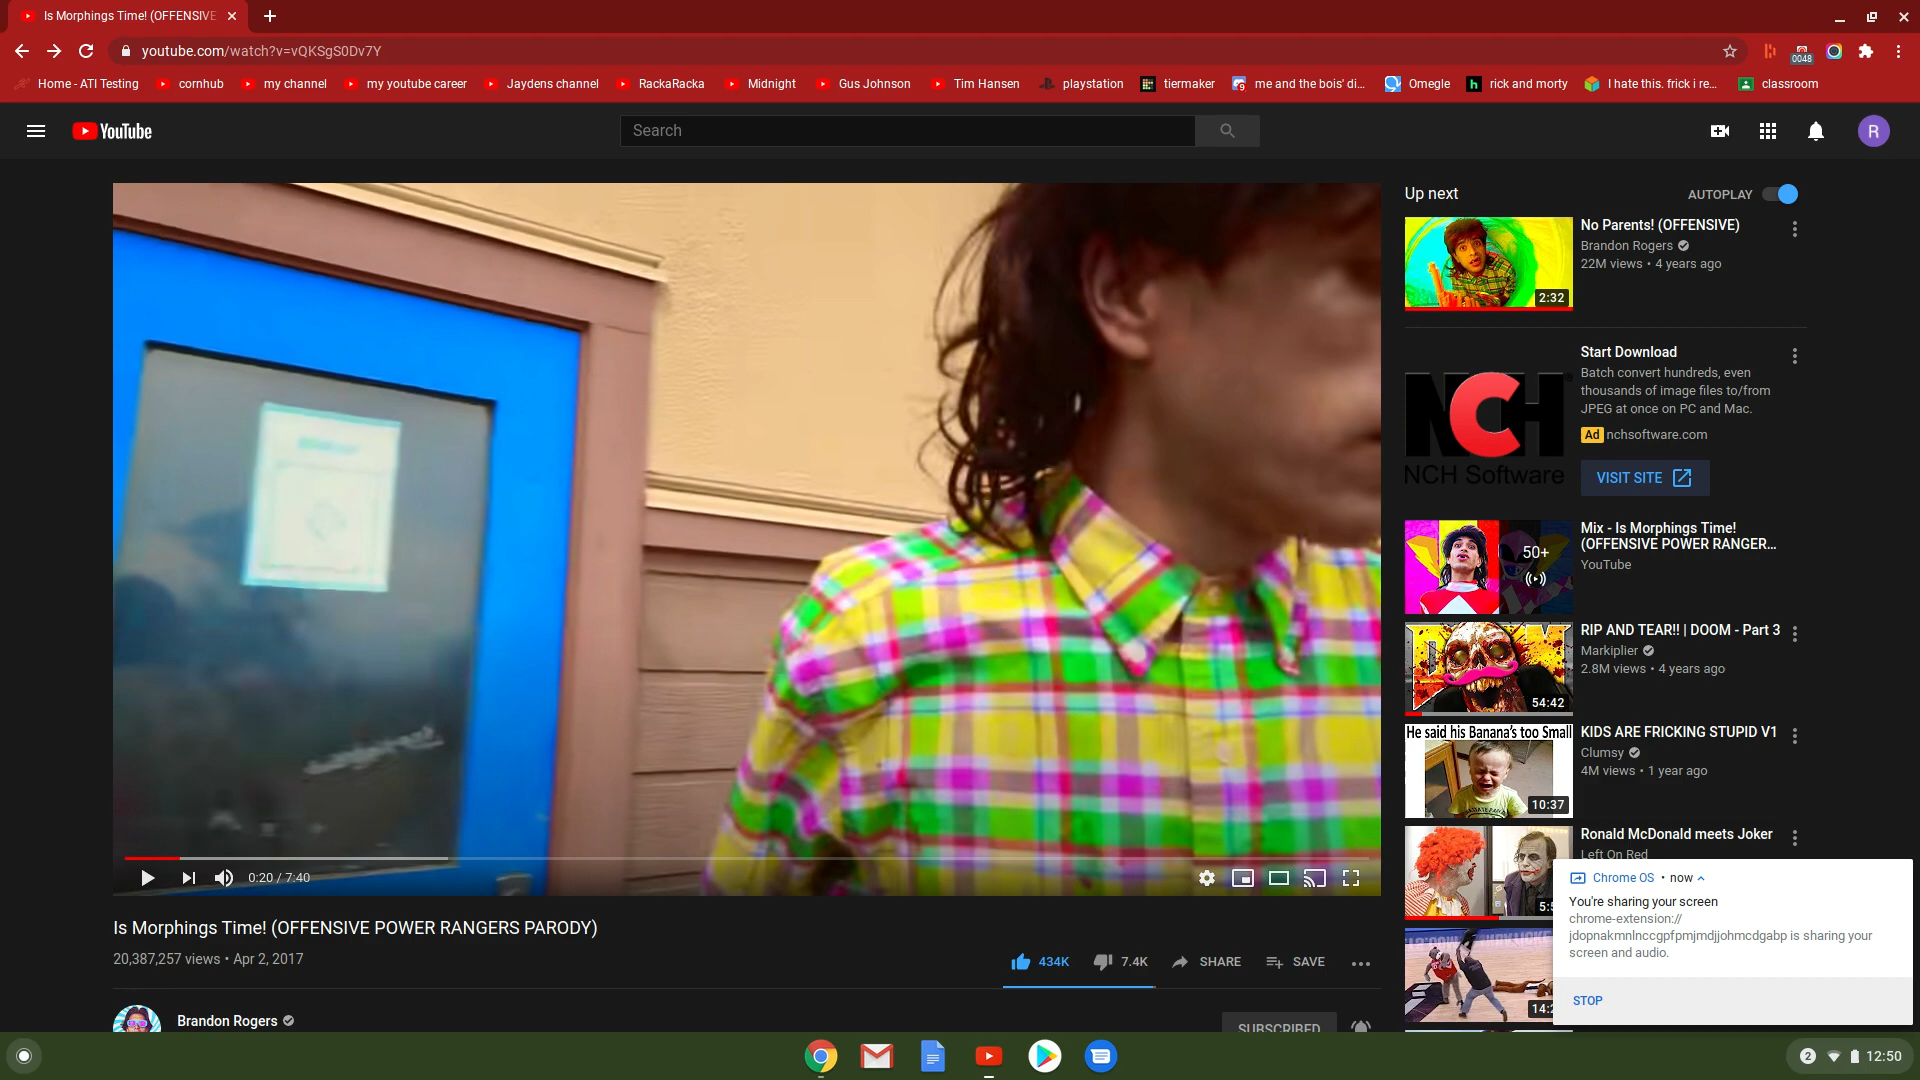 Is Morphings Time! (OFFENSIVE
youtube.com/watch?v=vQKSgS0Dv7Y
0048
Home - ATI Testing
cornhub
my channel
my youtube career
Jaydens channel
RackaRacka
Midnight
Gus Johnson
Tim Hansen
playstation
tiermaker
me and the bois' di...
Omegle
rick and morty
I hate this. frick i re...
classroom
YouTube
Search
R
Up next
AUTOPLAY
No Parents! (OFFENSIVE)
Brandon Rogers
22M views • 4 years ago
2:32
Start Download
Batch convert hundreds, even
thousands of image files to/from
JPEG at once on PC and Mac.
Ad nchsoftware.com
VISIT SITE
NCH
NCH Software
Mix - Is Morphings Time!
(OFFENSIVE POWER RANGER...
YouTube
50+
RIP AND TEAR!! | DOOM - Part 3
Markiplier
2.8M views • 4 years ago
54:42
He said his Banana's too Small
KIDS ARE FRICKING STUPID V1
Clumsy
4M views • 1 year ago
10:37
Ronald McDonald meets Joker
Left On Red
0:20 / 7:40
Is Morphings Time! (OFFENSIVE POWER RANGERS PARODY)
20,387,257 views • Apr 2, 2017
434K
7.4K
SHARE
SAVE
Brandon Rogers
SUBSCRIBED
Chrome OS • now
You're sharing your screen
chrome-extension://
jdopnakmnlnccgpfpmjmdjjohmcdgabp is sharing your
screen and audio.
STOP
2
12:50